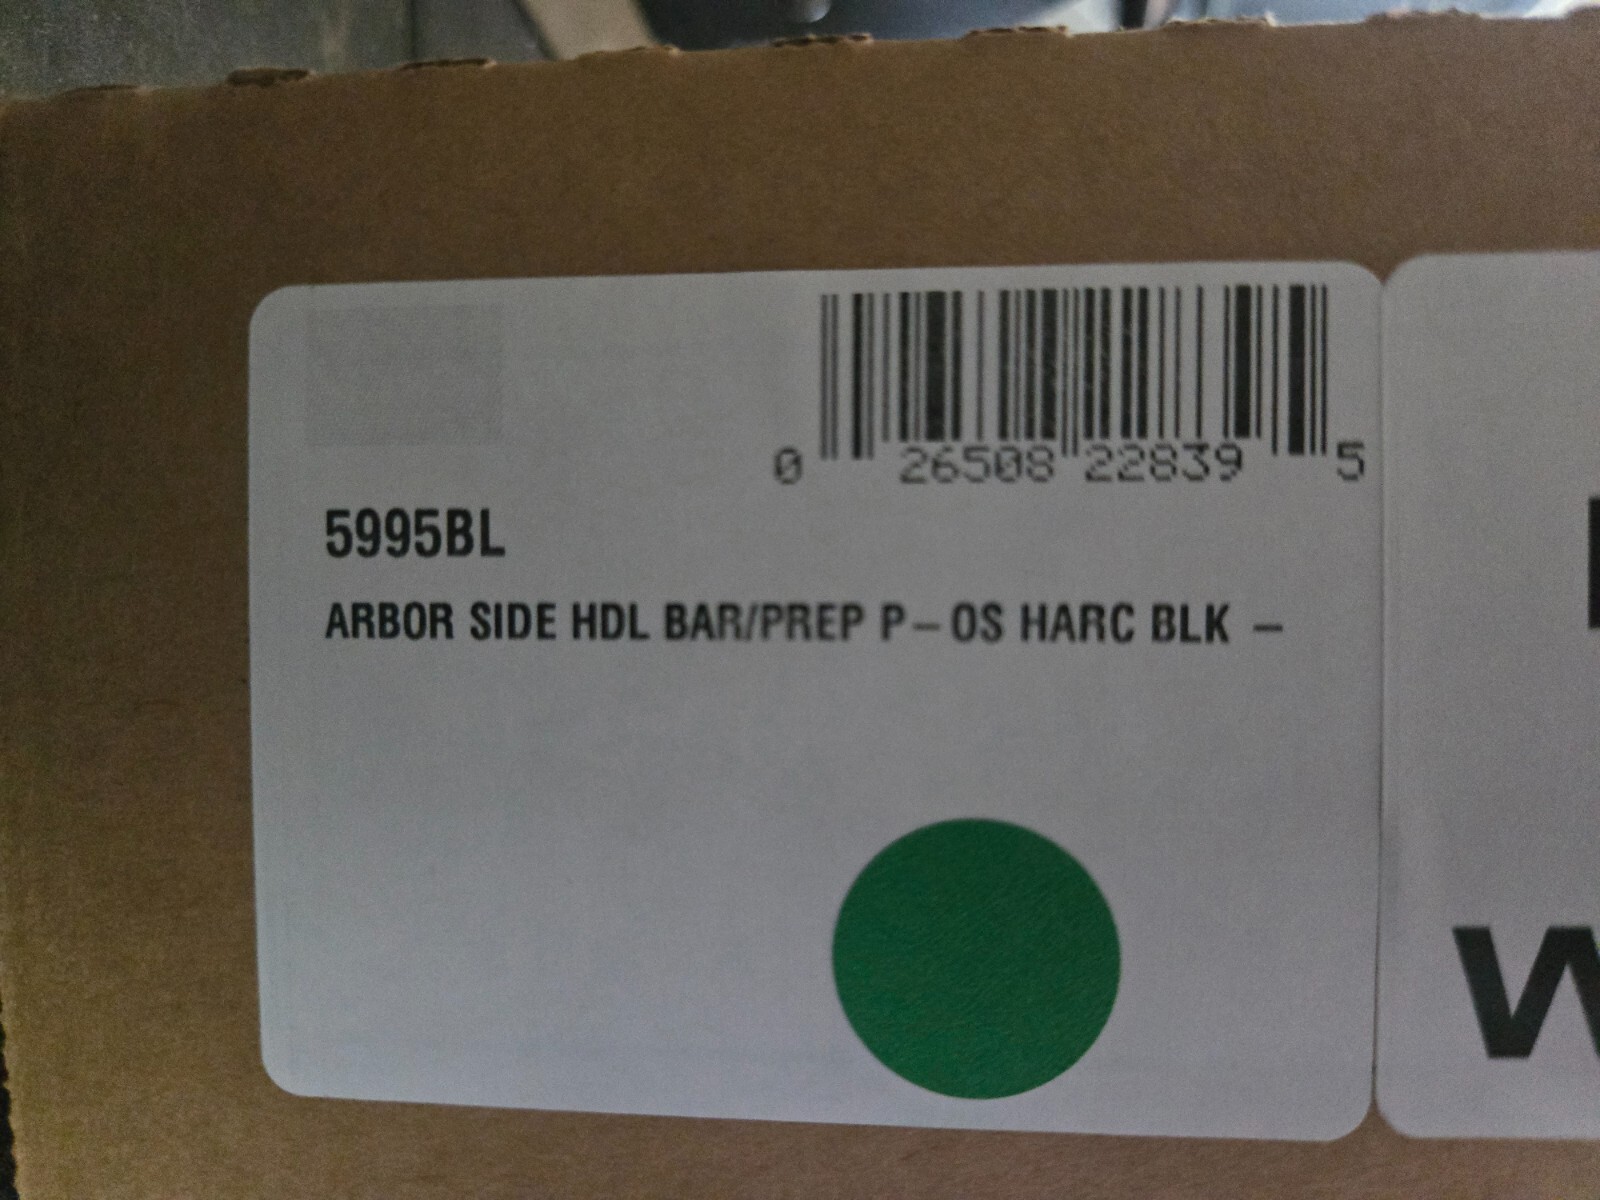 0 26508 22839 5
5995BL
ARBOR SIDE HDL BAR/PREP P-OS HARC BLK -
W